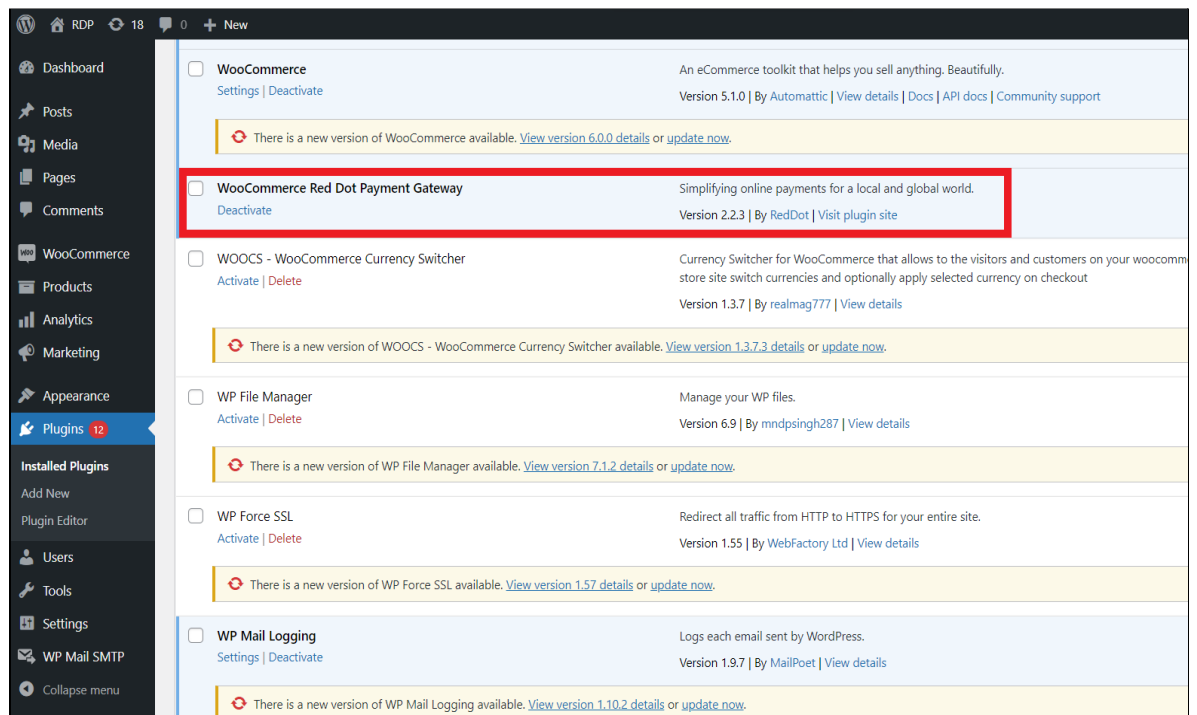 RDP 18 0 New
Dashboard
Posts
Media
Pages
Comments
WooCommerce
Products
Analytics
Marketing
Appearance
Plugins 12
Installed Plugins
Add New
Plugin Editor
Users
Tools
Settings
WP Mail SMTP
Collapse menu
WooCommerce
Settings | Deactivate
An eCommerce toolkit that helps you sell anything. Beautifully.
Version 5.1.0 | By Automattic | View details | Docs | API docs | Community support
There is a new version of WooCommerce available. View version 6.0.0 details or update now.
WooCommerce Red Dot Payment Gateway
Deactivate
Simplifying online payments for a local and global world.
Version 2.2.3 | By RedDot | Visit plugin site
WOOCS - WooCommerce Currency Switcher
Activate | Delete
Currency Switcher for WooCommerce that allows to the visitors and customers on your woocomme
store site switch currencies and optionally apply selected currency on checkout
Version 1.3.7 | By realmag777 | View details
There is a new version of WOOCS - WooCommerce Currency Switcher available. View version 1.3.7.3 details or update now.
WP File Manager
Activate | Delete
Manage your WP files.
Version 6.9 | By mndpsingh287 | View details
There is a new version of WP File Manager available. View version 7.1.2 details or update now.
WP Force SSL
Activate | Delete
Redirect all traffic from HTTP to HTTPS for your entire site.
Version 1.55 | By WebFactory Ltd | View details
There is a new version of WP Force SSL available. View version 1.57 details or update now.
WP Mail Logging
Settings | Deactivate
Logs each email sent by WordPress.
Version 1.9.7 | By MailPoet | View details
There is a new version of WP Mail Logging available. View version 1.10.2 details or update now.